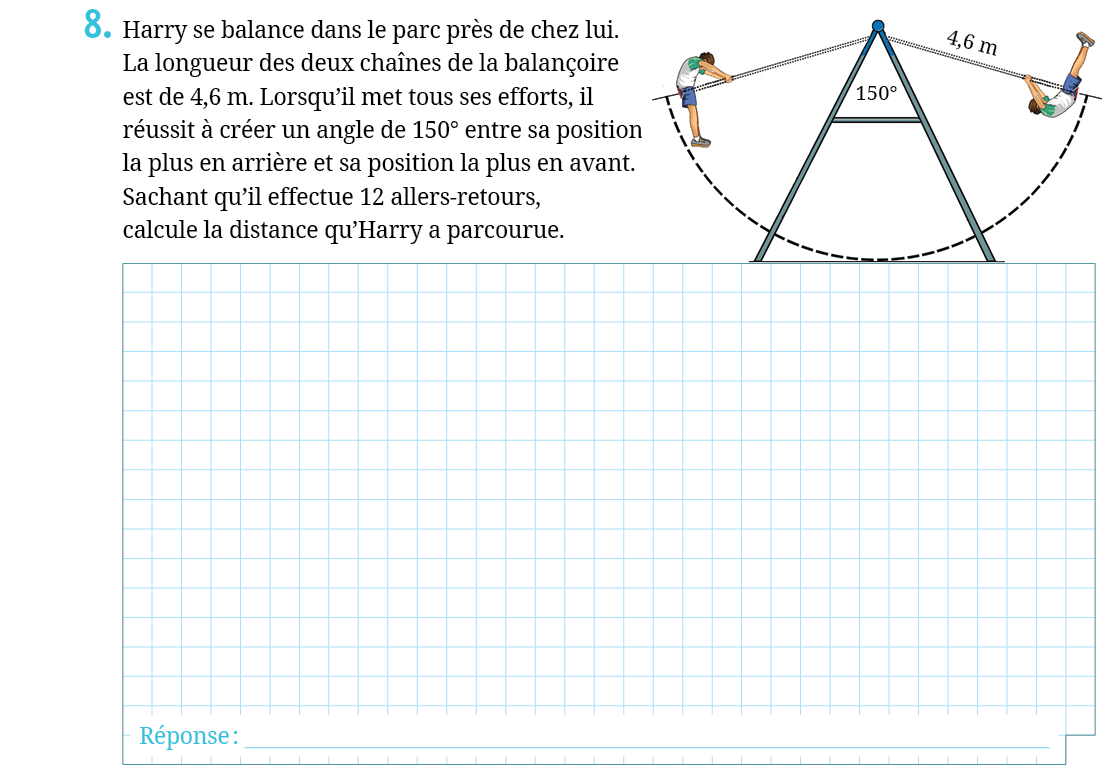 8. Harry se balance dans le parc près de chez lui.
La longueur des deux chaînes de la balançoire
est de 4,6 m. Lorsqu’il met tous ses efforts, il
réussit à créer un angle de 150° entre sa position
la plus en arrière et sa position la plus en avant.
Sachant qu’il effectue 12 allers-retours,
calcule la distance qu’Harry a parcourue.
4,6 m
150°
Réponse :